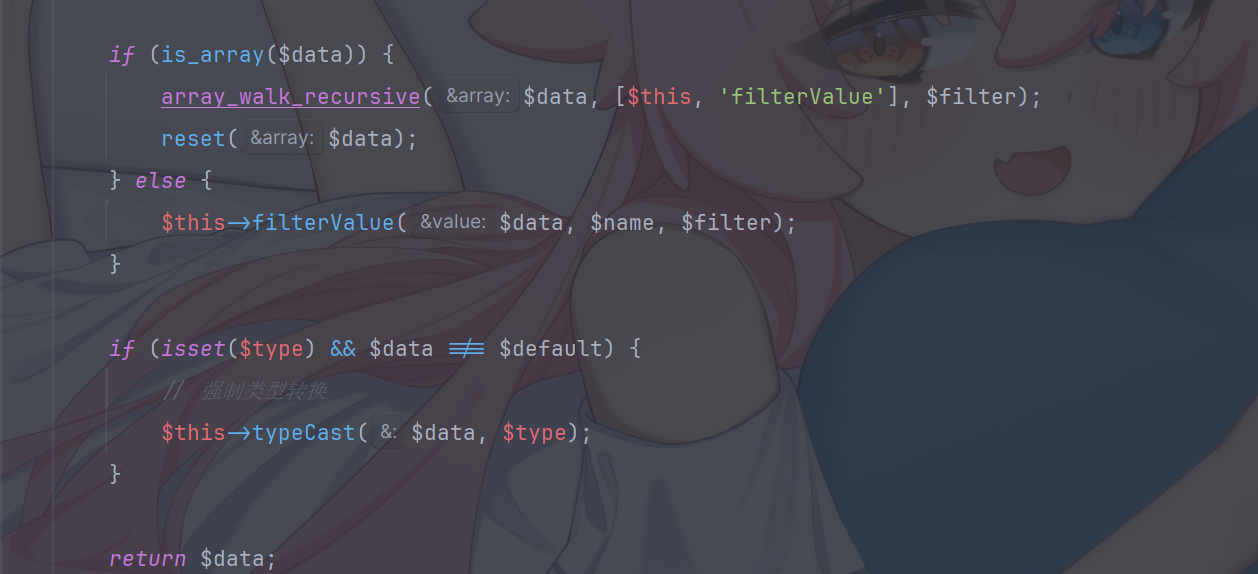 if (is_array($data)) {
array_walk_recursive( &array: $data, [$this, 'filterValue'], $filter);
reset( &array: $data);
} else {
$this->filterValue( &value: $data, $name, $filter);
}
if (isset($type) && $data !== $default) {
// 强制类型转换
$this->typeCast( &: $data, $type);
}
return $data;